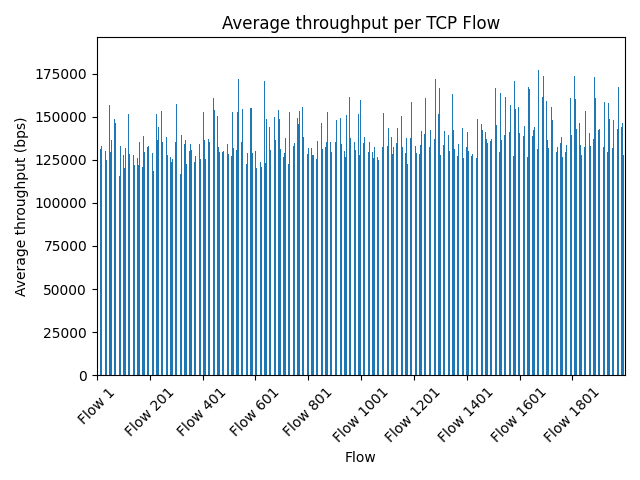 Average throughput per TCP Flow
175000
150000
125000
100000
75000
50000
25000
0
Average throughput (bps)
Flow 1
Flow 201
Flow 401
Flow 601
Flow 801
Flow 1001
Flow 1201
Flow 1401
Flow 1601
Flow 1801
Flow